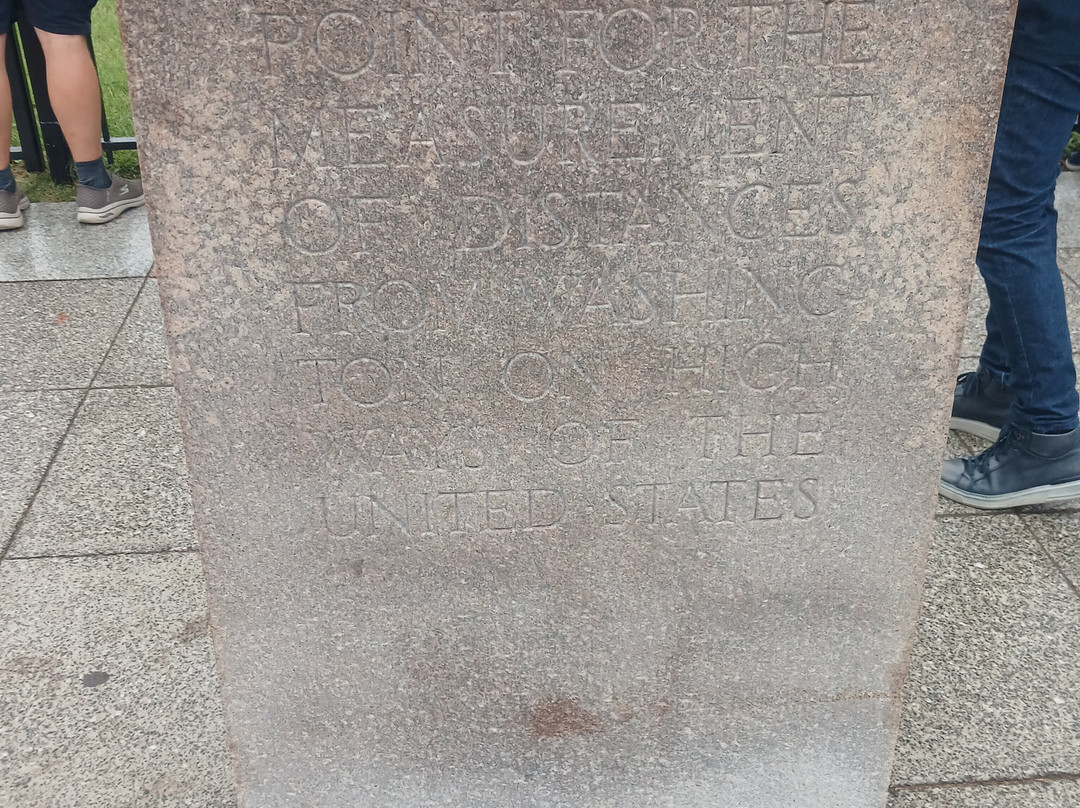 POINT FOR THE
MEASUREMENT
OF DISTANCES
FROM WASHING
TON ON HIGH
WAYS OF THE
UNITED STATES